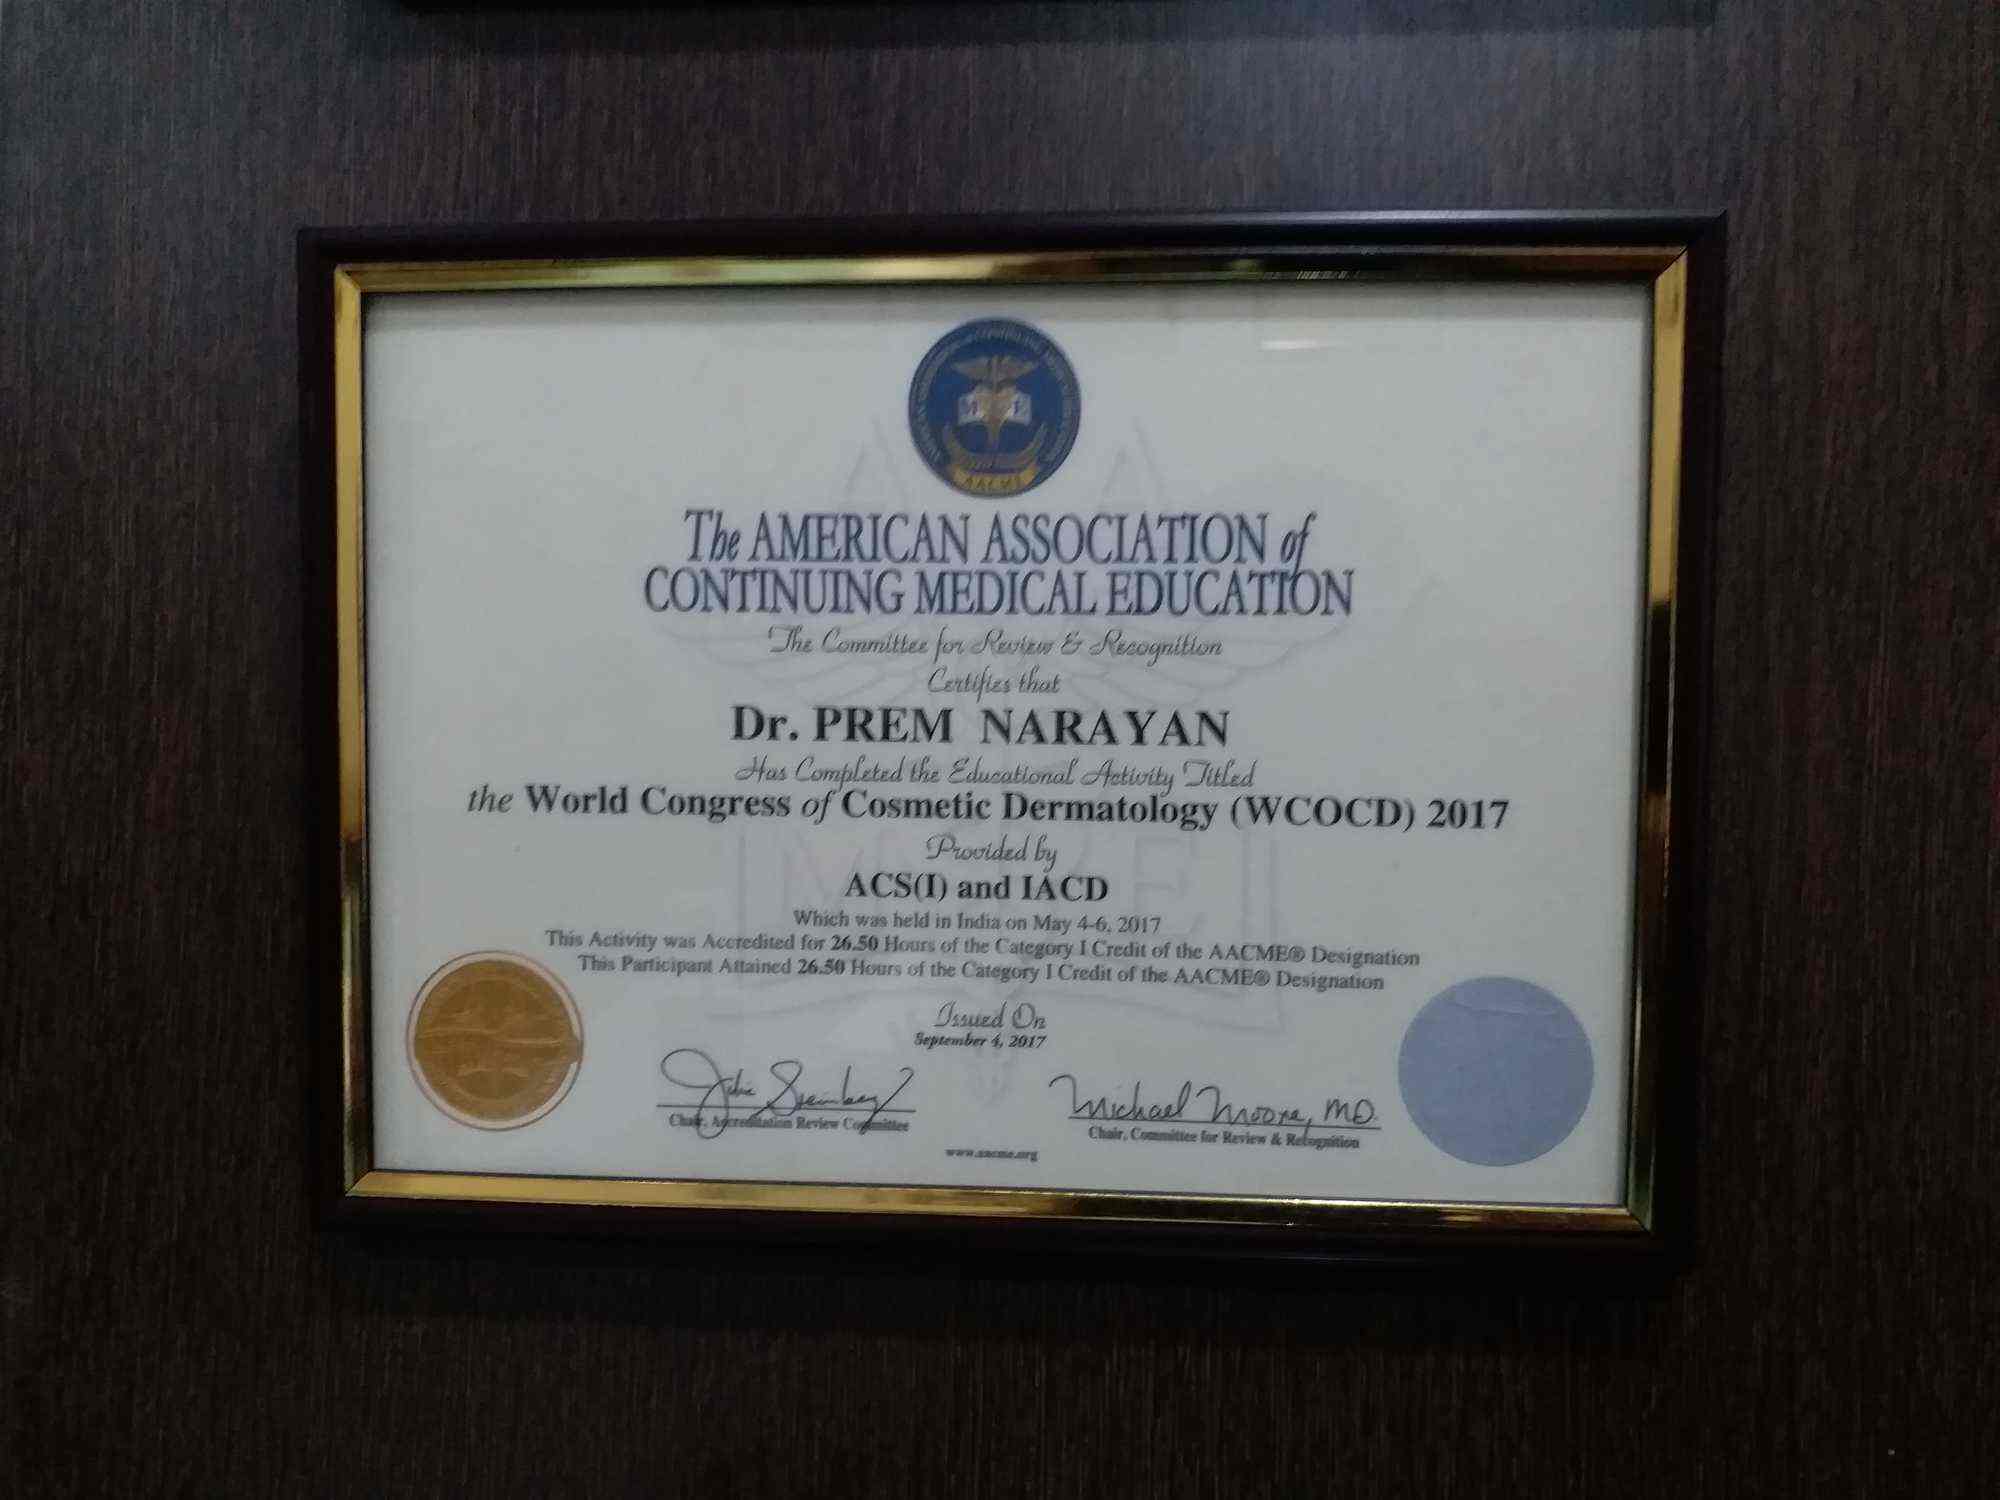 The AMERICAN ASSOCIATION of
CONTINUING MEDICAL EDUCATION
The Committee for Review & Recognition
Certifies that
Dr. PREM NARAYAN
Has Completed the Educational Activity Titled
the World Congress of Cosmetic Dermatology (WCOCD) 2017
Provided by
ACS(I) and IACD
Which was held in India on May 4-6, 2017
This Activity was Accredited for 26.50 Hours of the Category I Credit of the AACME® Designation
This Participant Attained 26.50 Hours of the Category I Credit of the AACME® Designation
Issued On
September 4, 2017
Michael Moore, MD.
Chair, Accreditation Review Committee
Chair, Committee for Review & Recognition
www.aacme.org